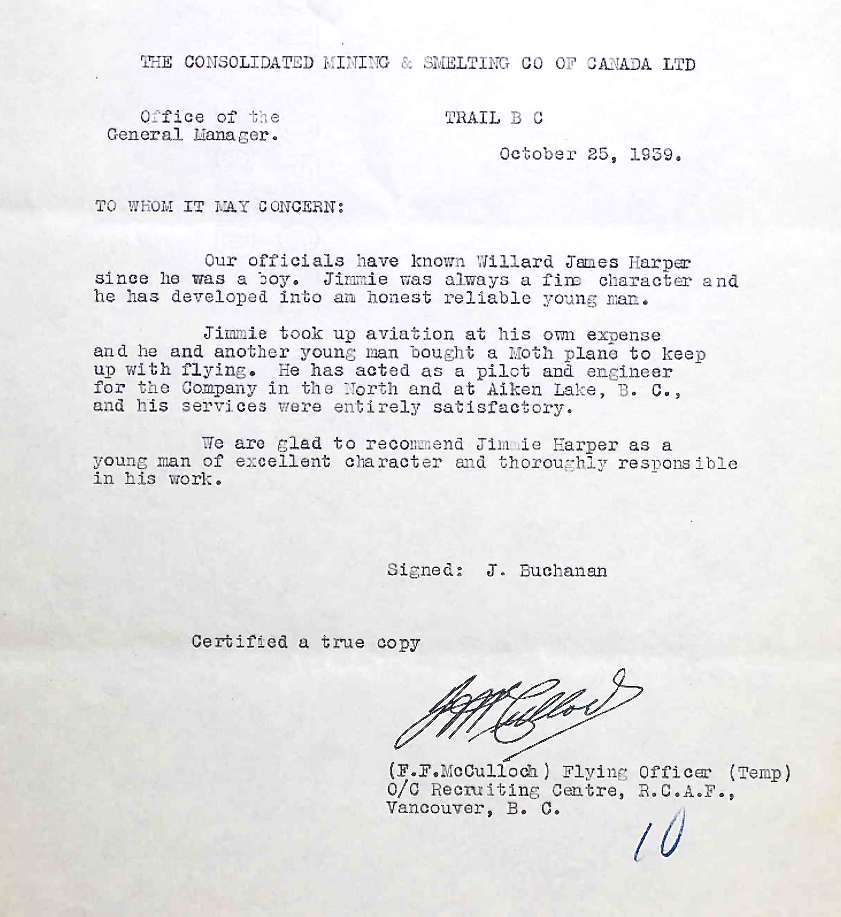 THE CONSOLIDATED MINING & SMELTING CO OF CANADA LTD
Office of the
General Manager.
TRAIL B C
October 25, 1939.
TO WHOM IT MAY CONCERN:
Our officials have known Willard James Harper
since he was a boy. Jimmie was always a fine character and
he has developed into an honest reliable young man.
Jimmie took up aviation at his own expense
and he and another young man bought a Moth plane to keep
up with flying. He has acted as a pilot and engineer
for the Company in the North and at Aiken Lake, B. C.,
and his services were entirely satisfactory.
We are glad to recommend Jimmie Harper as a
young man of excellent character and thoroughly responsible
in his work.
Signed: J. Buchanan
Certified a true copy
FFMcCulloch
(F.F.McCulloch) Flying Officer (Temp)
O/C Recruiting Centre, R.C.A.F.,
Vancouver, B. C.
10